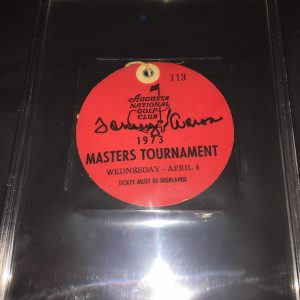 113
AUGUSTA
NATIONAL
GOLF
CLUB
Tommy Aaron
1973
MASTERS TOURNAMENT
WEDNESDAY - APRIL 4
TICKET MUST BE DISPLAYED